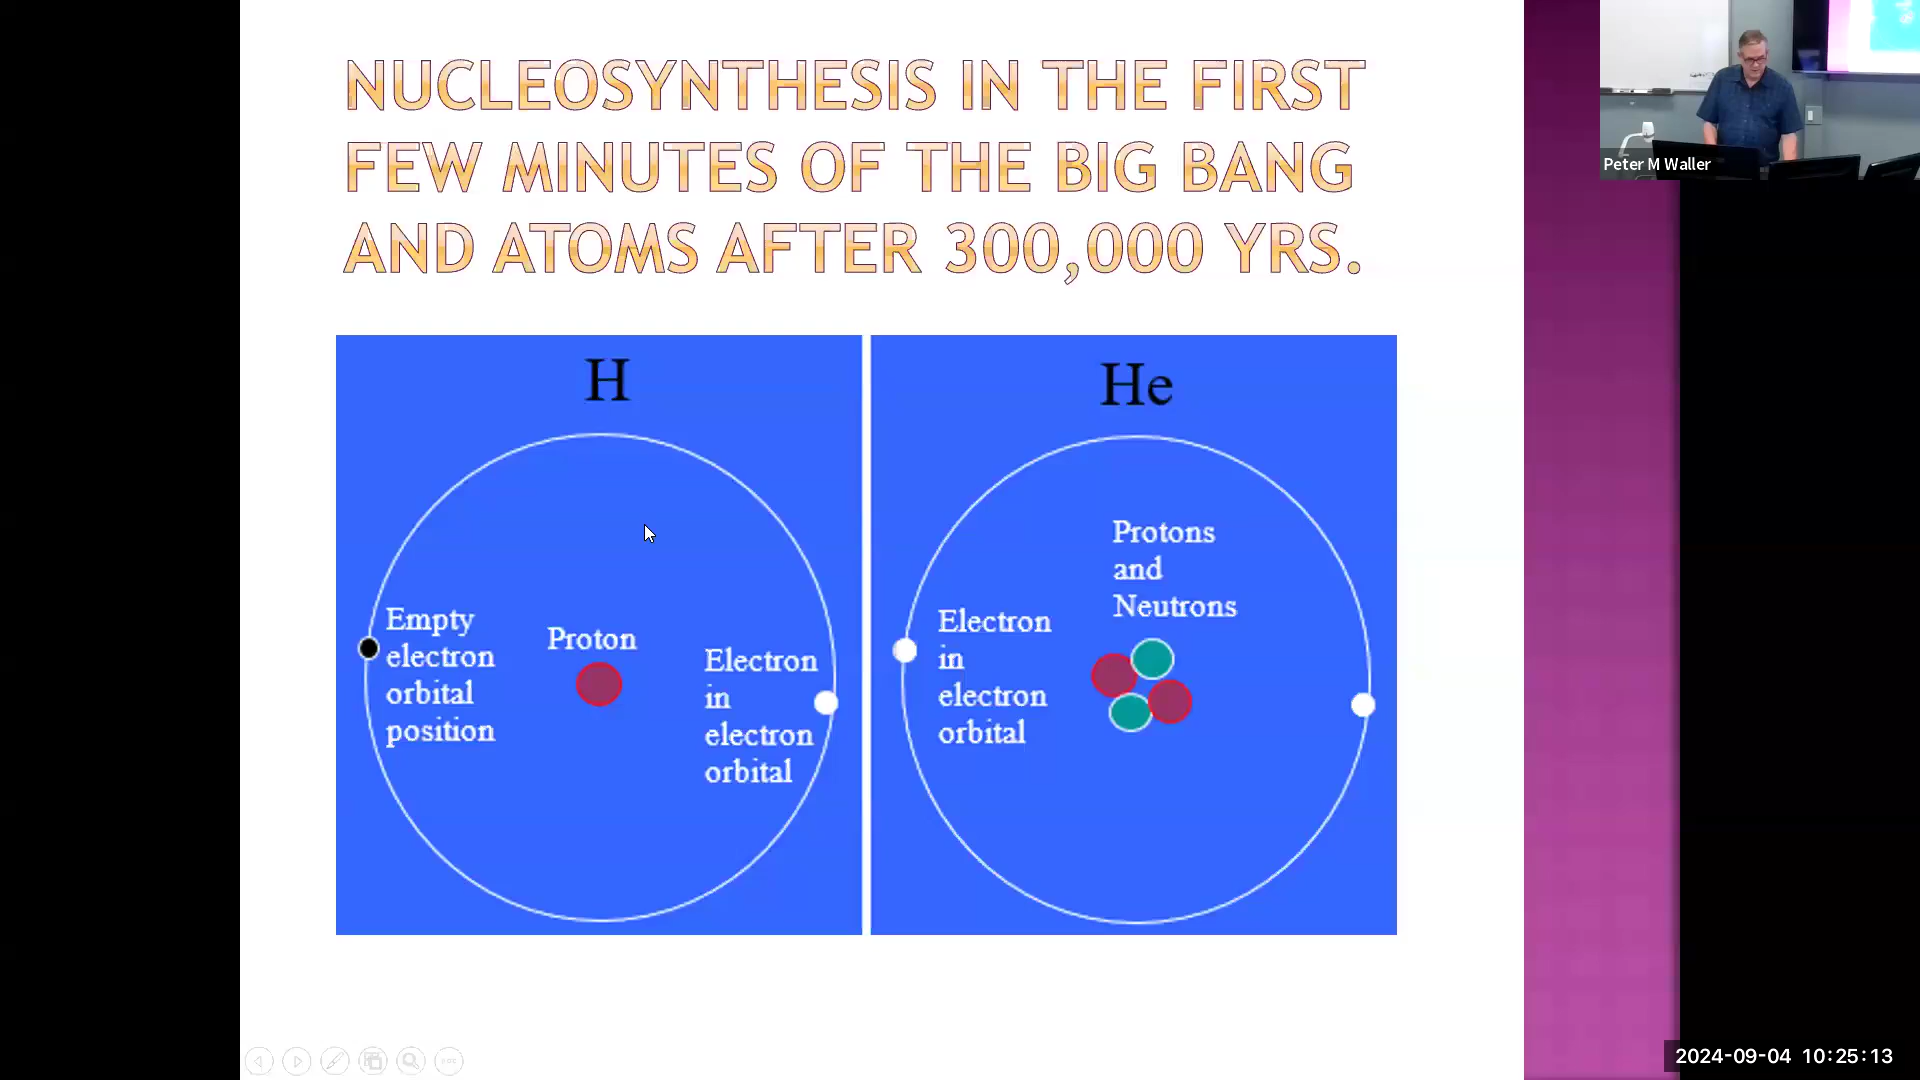 NUCLEOSYNTHESIS IN THE FIRST
FEW MINUTES OF THE BIG BANG
AND ATOMS AFTER 300,000 YRS.
H
Empty
electron
orbital
position
Proton
Electron
in
electron
orbital
He
Protons
and
Neutrons
Electron
in
electron
orbital
Peter M Waller
2024-09-04 10:25:13